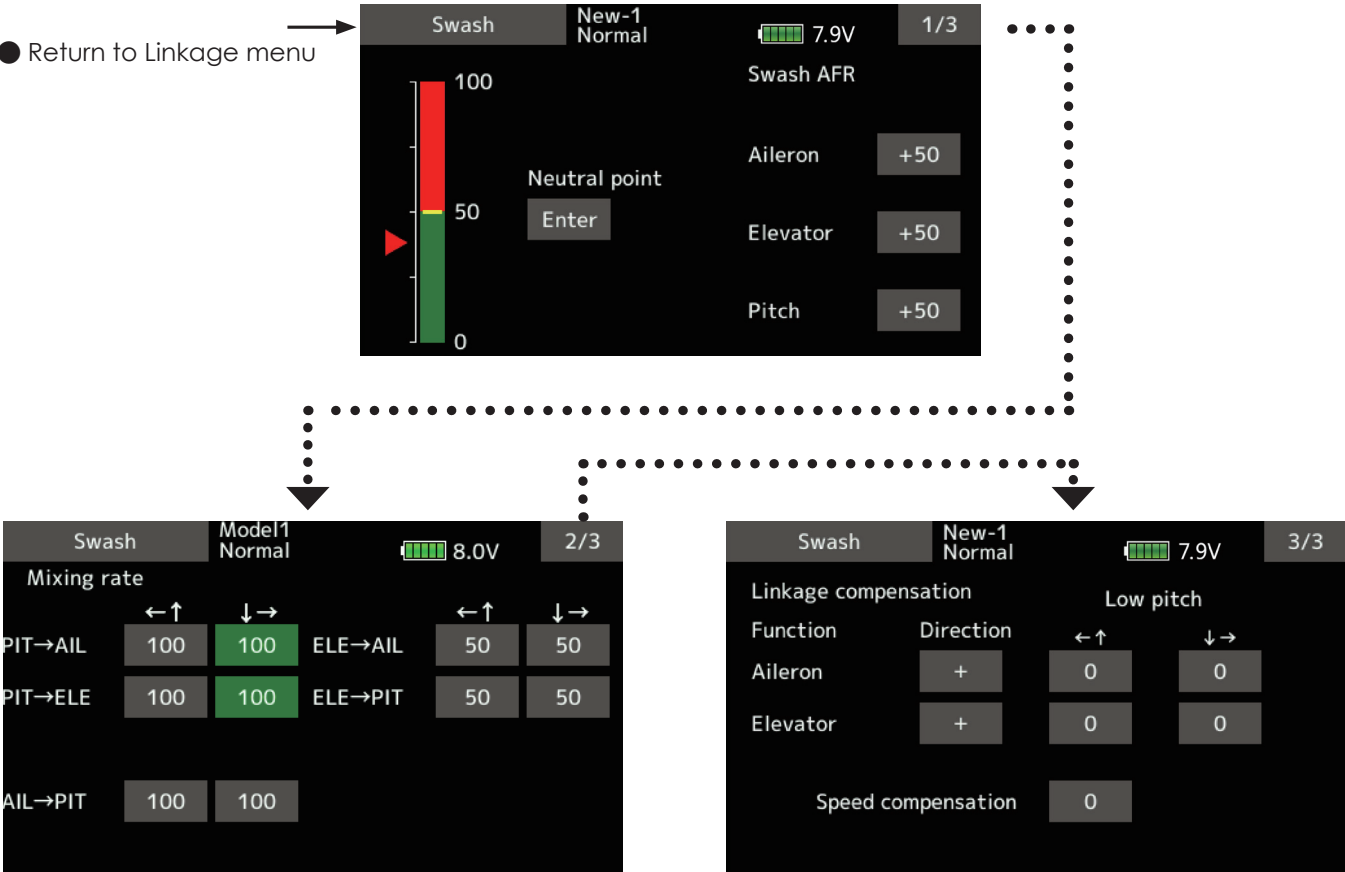 Swash New-1 Normal 7.9V 1/3
● Return to Linkage menu
100
50
0
Neutral point
Enter
Swash AFR
Aileron +50
Elevator +50
Pitch +50
Swash Model1 Normal 8.0V 2/3
Mixing rate
←↑ ↓→ ←↑ ↓→
PIT→AIL 100 100 ELE→AIL 50 50
PIT→ELE 100 100 ELE→PIT 50 50
AIL→PIT 100 100
Swash New-1 Normal 7.9V 3/3
Linkage compensation Low pitch
Function Direction ←↑ ↓→
Aileron + 0 0
Elevator + 0 0
Speed compensation 0